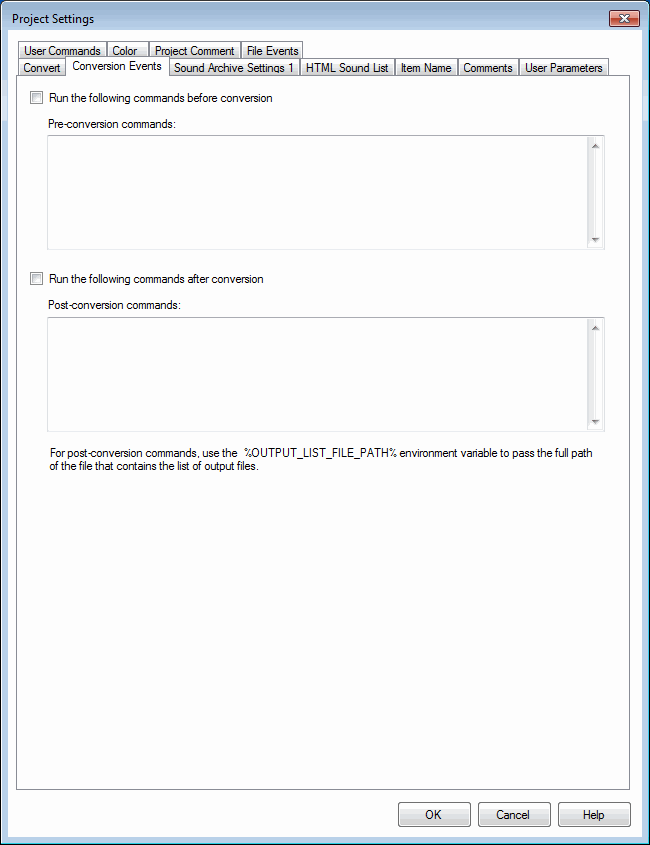 Project Settings
User Commands Color Project Comment File Events
Convert Conversion Events Sound Archive Settings 1 HTML Sound List Item Name Comments User Parameters
Run the following commands before conversion
Pre-conversion commands:
Run the following commands after conversion
Post-conversion commands:
For post-conversion commands, use the %OUTPUT_LIST_FILE_PATH% environment variable to pass the full path
of the file that contains the list of output files.
OK Cancel Help